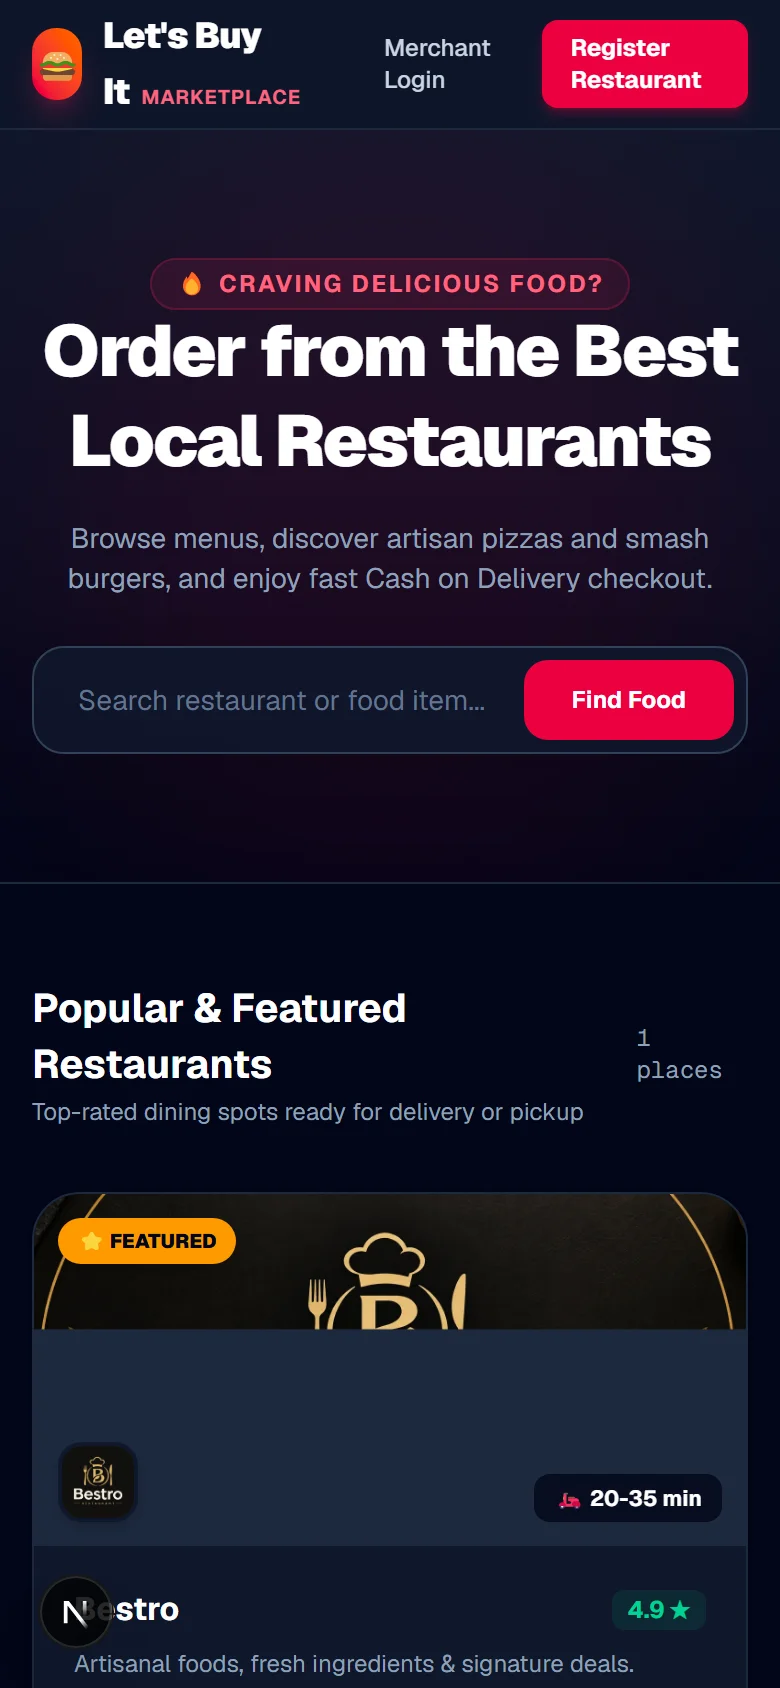 Let's Buy
It MARKETPLACE
Merchant
Login
Register
Restaurant
CRAVING DELICIOUS FOOD?
Order from the Best
Local Restaurants
Browse menus, discover artisan pizzas and smash
burgers, and enjoy fast Cash on Delivery checkout.
Search restaurant or food item...
Find Food
Popular & Featured
Restaurants
1
places
Top-rated dining spots ready for delivery or pickup
FEATURED
B
B
Bestro
20-35 min
N
Bestro
4.9 ★
Artisanal foods, fresh ingredients & signature deals.